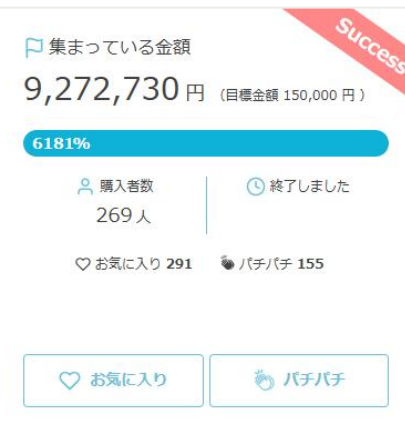 Success
集まっている金額
9,272,730 円 （目標金額 150,000 円 ）
6181%
購入者数
269 人
終了しました
お気に入り 291 パチパチ 155
お気に入り
パチパチ